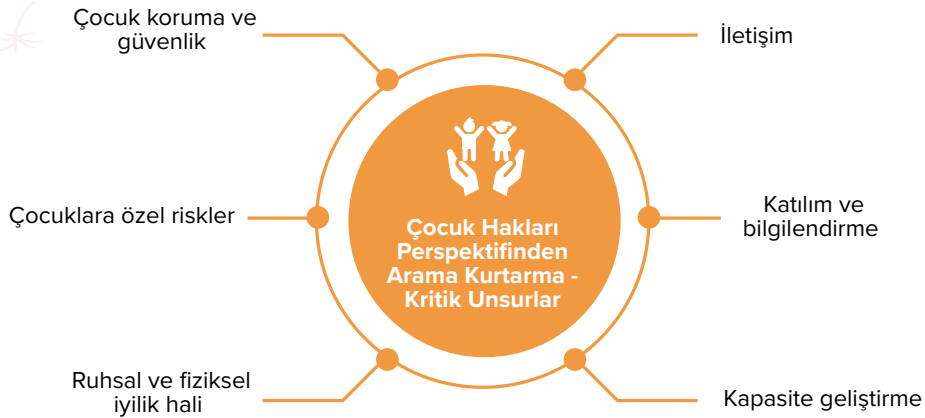 Çocuk koruma ve
güvenlik
İletişim
Çocuklara özel riskler
Çocuk Hakları
Perspektifinden
Arama Kurtarma -
Kritik Unsurlar
Katılım ve
bilgilendirme
Ruhsal ve fiziksel
iyilik hali
Kapasite geliştirme